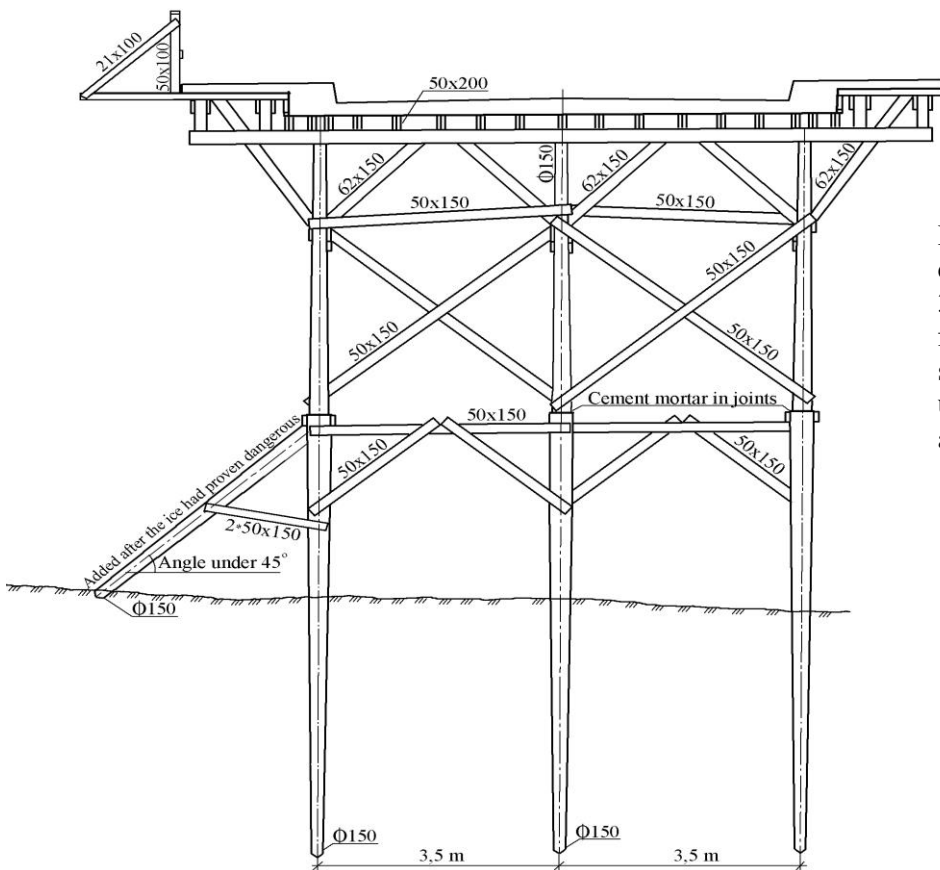 21x100
50x100
50x200
Φ150
62x150
62x150
62x150
50x150
50x150
50x150
50x150
50x150
Cement mortar in joints
50x150
50x150
50x150
Added after the ice had proven dangerous
2*50x150
Angle under 45°
Φ150
Φ150
Φ150
3,5 m
3,5 m